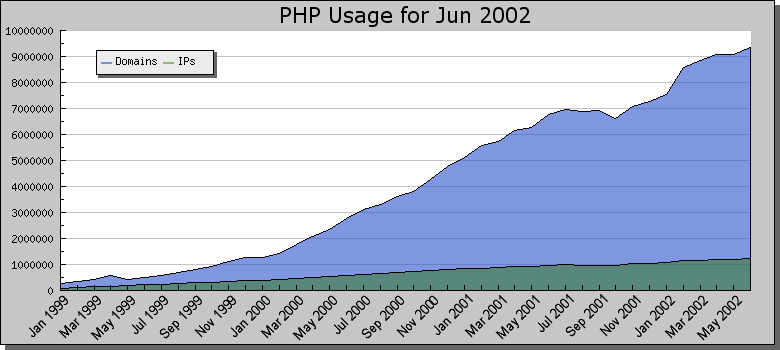 PHP Usage for Jun 2002
10000000
9000000
8000000
7000000
6000000
5000000
4000000
3000000
2000000
1000000
0
Domains IPs
Jan 1999
Mar 1999
May 1999
Jul 1999
Sep 1999
Nov 1999
Jan 2000
Mar 2000
May 2000
Jul 2000
Sep 2000
Nov 2000
Jan 2001
Mar 2001
May 2001
Jul 2001
Sep 2001
Nov 2001
Jan 2002
Mar 2002
May 2002